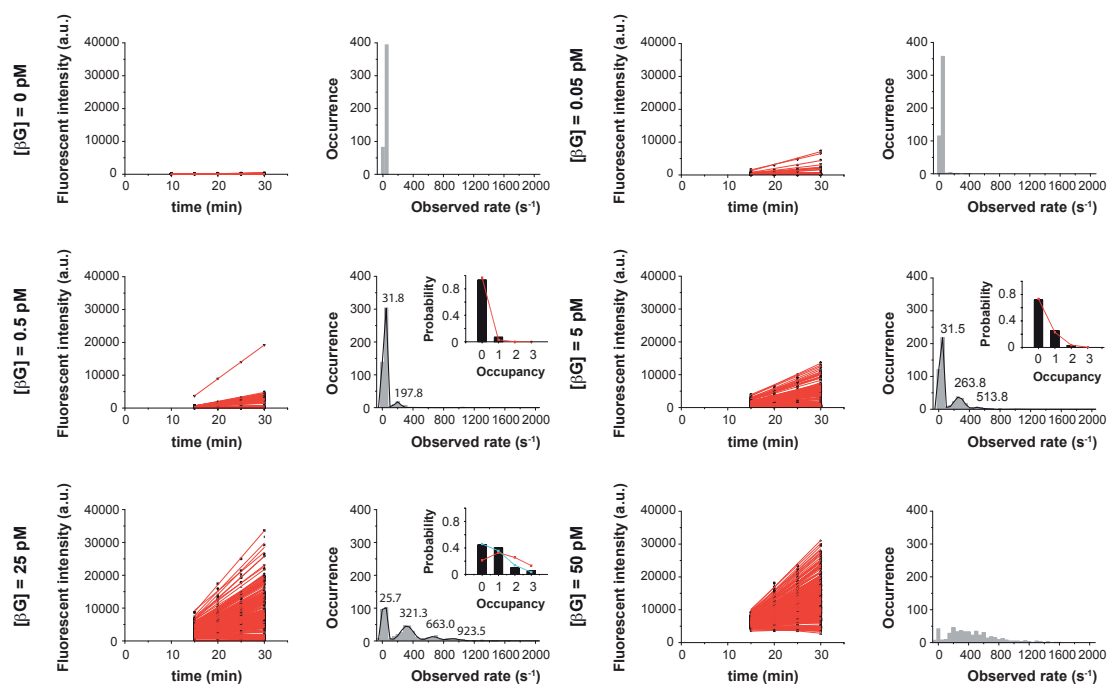 [βG] = 0 pM
Fluorescent intensity (a.u.)
40000
30000
20000
10000
0
0 10 20 30
time (min)
Occurrence
400
300
200
100
0
0 400 800 1200 1600 2000
Observed rate (s-1)
[βG] = 0.05 pM
Fluorescent intensity (a.u.)
40000
30000
20000
10000
0
0 10 20 30
time (min)
Occurrence
400
300
200
100
0
0 400 800 1200 1600 2000
Observed rate (s-1)
[βG] = 0.5 pM
Fluorescent intensity (a.u.)
40000
30000
20000
10000
0
0 10 20 30
time (min)
Occurrence
400
300
200
100
0
31.8
197.8
Probability
0.8
0.4
0
0 1 2 3
Occupancy
0 400 800 1200 1600 2000
Observed rate (s-1)
[βG] = 5 pM
Fluorescent intensity (a.u.)
40000
30000
20000
10000
0
0 10 20 30
time (min)
Occurrence
400
300
200
100
0
31.5
263.8
513.8
Probability
0.8
0.4
0
0 1 2 3
Occupancy
0 400 800 1200 1600 2000
Observed rate (s-1)
[βG] = 25 pM
Fluorescent intensity (a.u.)
40000
30000
20000
10000
0
0 10 20 30
time (min)
Occurrence
400
300
200
100
0
25.7
321.3
663.0
923.5
Probability
0.8
0.4
0
0 1 2 3
Occupancy
0 400 800 1200 1600 2000
Observed rate (s-1)
[βG] = 50 pM
Fluorescent intensity (a.u.)
40000
30000
20000
10000
0
0 10 20 30
time (min)
Occurrence
400
300
200
100
0
0 400 800 1200 1600 2000
Observed rate (s-1)